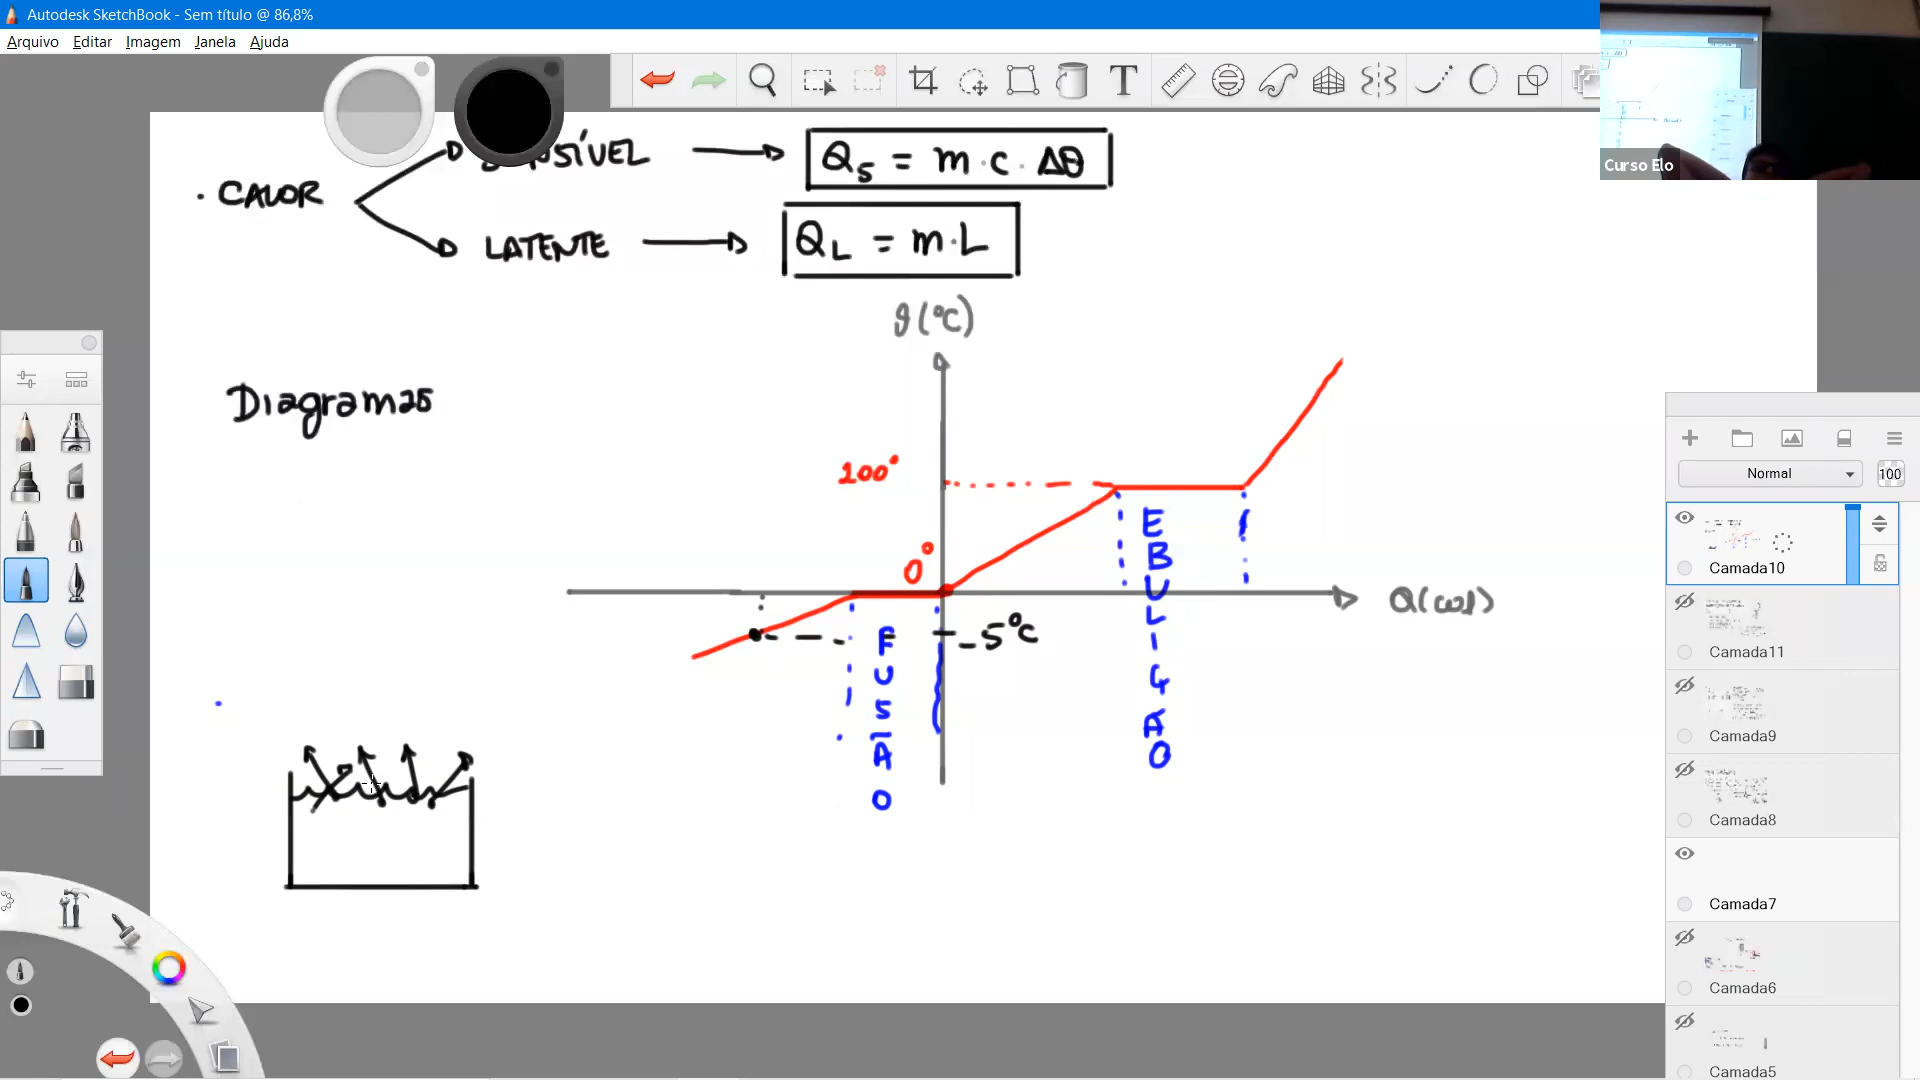 Autodesk SketchBook - Sem título @ 86,8%
Arquivo Editar Imagem Janela Ajuda
Curso Elo
T
SÍVEL
Qs = m.c.Δθ
. CALOR
LATENTE
QL = m.L
θ(°C)
Diagramas
100°
0°
-5°C
Q(cal)
FUSÃO
EBULIÇÃO
Normal
100
Camada10
Camada11
Camada9
Camada8
Camada7
Camada6
Camada5